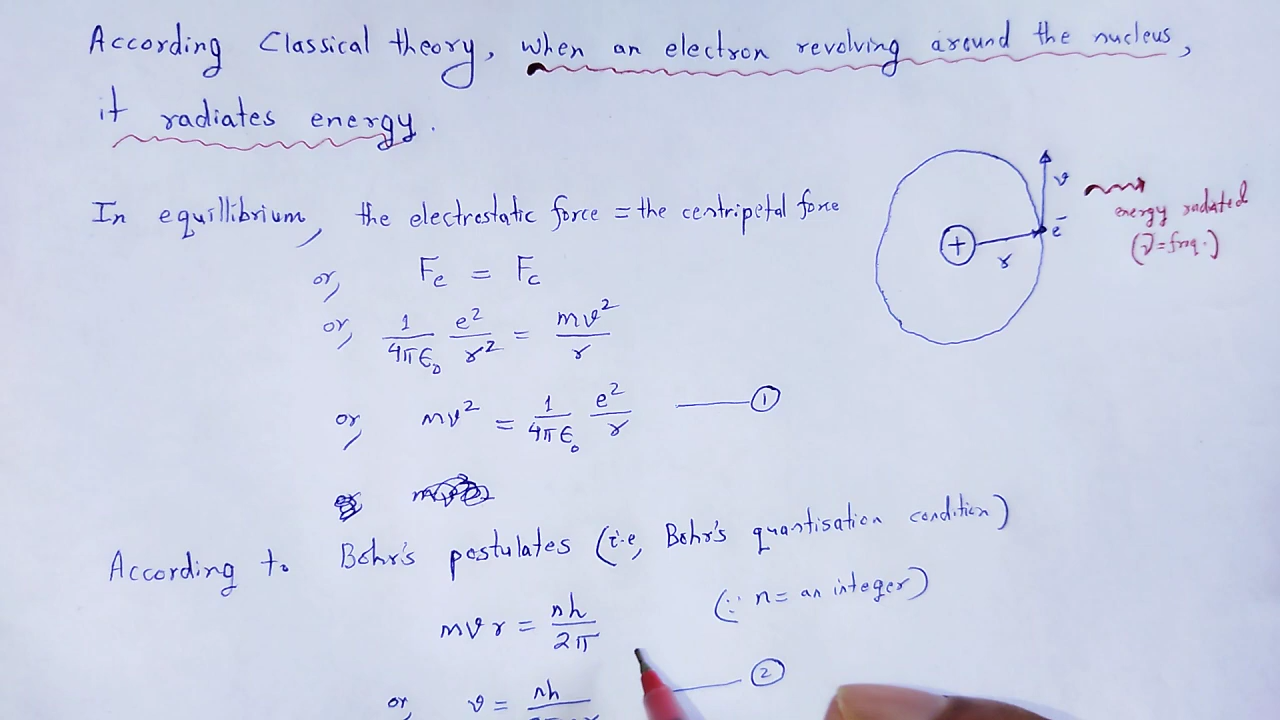 According Classical theory, when an electron revolving around the nucleus,
it radiates energy.
In equillibrium, the electrostatic force = the centripetal force
v
energy radiated
(ν = frq.)
+
r
e⁻
or, Fe = Fc
or, 1/4πϵ₀ e²/r² = mv²/r
or, mv² = 1/4πϵ₀ e²/r ——— ①
According to Bohr's postulates (i.e, Bohr's quantisation condition)
mvr = nh/2π (∵ n = an integer)
or, v = nh ——— ②